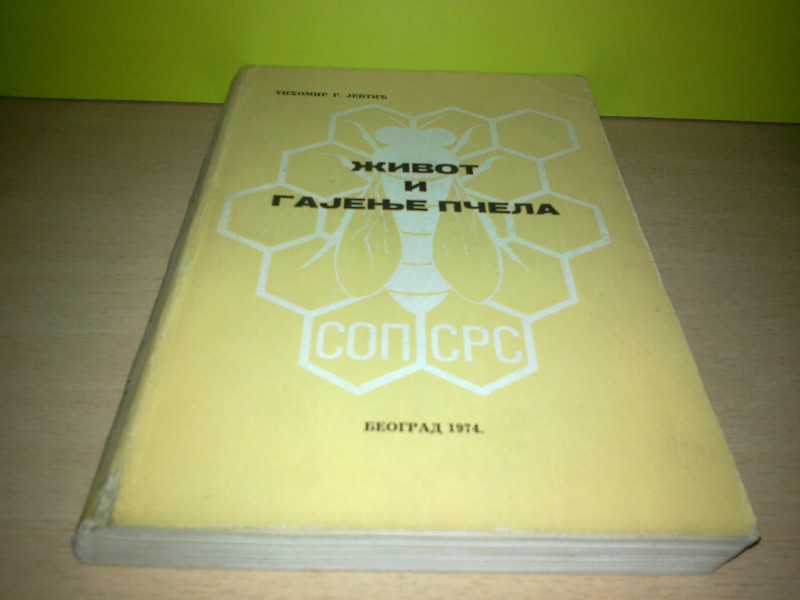 ТИХОМИР Г. ЈЕВТИЋ
ЖИВОТ
И
ГАЈЕЊЕ ПЧЕЛА
СОП СРС
БЕОГРАД 1974.